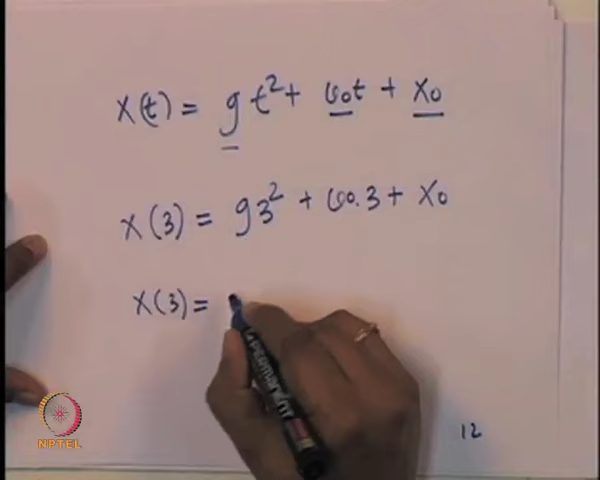 x(t) = g t² + v₀t + x₀
x(3) = g3² + v₀.3 + x₀
x(3) =
12
NPTEL